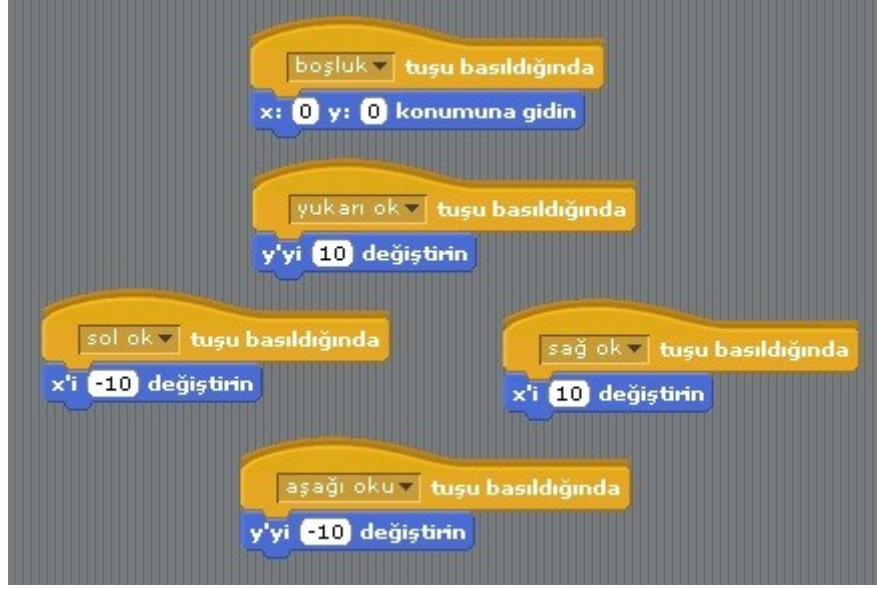 boşluk tuşu basıldığında
x: 0 y: 0 konumuna gidin
yukarı ok tuşu basıldığında
y'yi 10 değiştirin
sol ok tuşu basıldığında
x'i -10 değiştirin
sağ ok tuşu basıldığında
x'i 10 değiştirin
aşağı oku tuşu basıldığında
y'yi -10 değiştirin